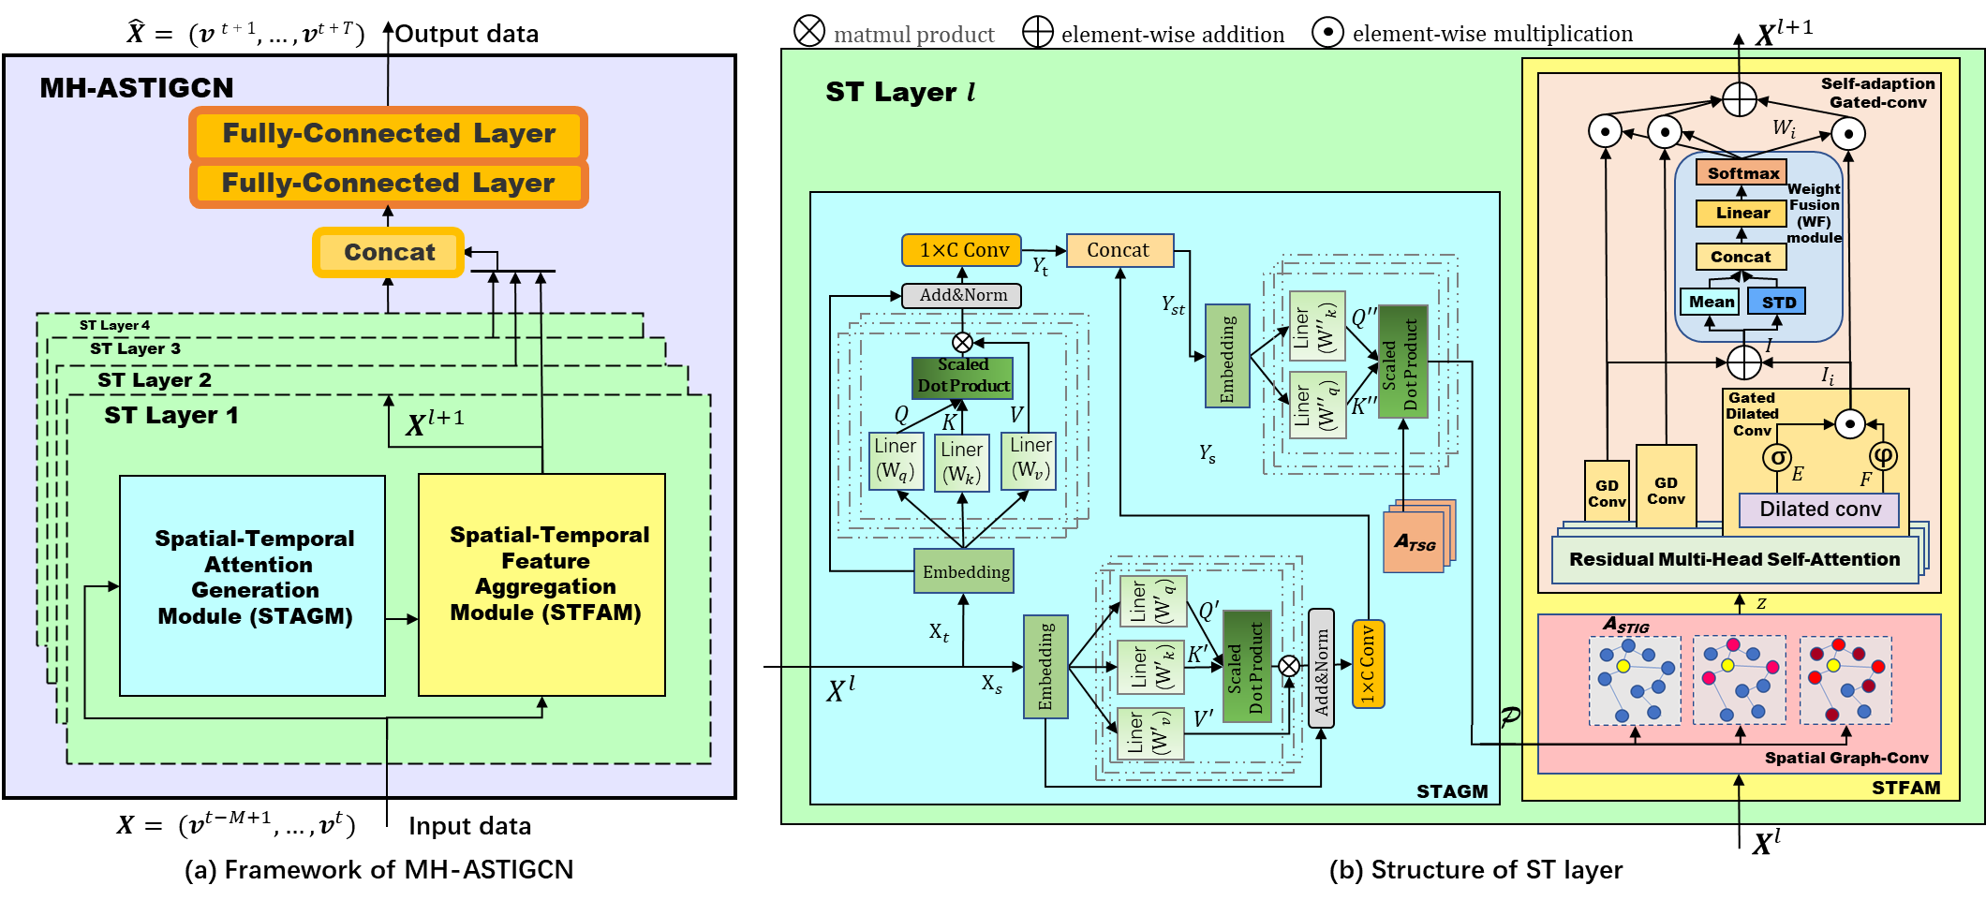 X̂ = (v^{t+1}, ..., v^{t+T}) Output data
MH-ASTIGCN
Fully-Connected Layer
Fully-Connected Layer
Concat
ST Layer 4
ST Layer 3
ST Layer 2
ST Layer 1
X^{l+1}
Spatial-Temporal
Attention
Generation
Module (STAGM)
Spatial-Temporal
Feature
Aggregation
Module (STFAM)
X = (v^{t−M+1}, ..., v^t) Input data
(a) Framework of MH-ASTIGCN
⊗ matmul product ⊕ element-wise addition ⊙ element-wise multiplication
ST Layer l
1×C Conv
Y_t
Concat
Add&Norm
Scaled
Dot Product
Q
K
V
Liner
(W_q)
Liner
(W_k)
Liner
(W_v)
Embedding
X_t
X^l
X_s
Embedding
Liner
(W'_q)
Liner
(W'_k)
Liner
(W'_v)
Q'
K'
V'
Scaled
Dot Product
Add&Norm
1×C Conv
Y_s
Y_{st}
Embedding
Liner
(W''_k)
Liner
(W''_q)
Q''
K''
Scaled
Dot Product
A_{TSG}
STAGM
X^{l+1}
Self-adaption
Gated-conv
W_i
Softmax
Linear
Concat
Mean
STD
Weight
Fusion
(WF)
module
I
I_i
Gated
Dilated
Conv
σ
E
φ
F
GD
Conv
GD
Conv
Dilated conv
Residual Multi-Head Self-Attention
z
A_{STIG}
𝒫
Spatial Graph-Conv
STFAM
X^l
(b) Structure of ST layer